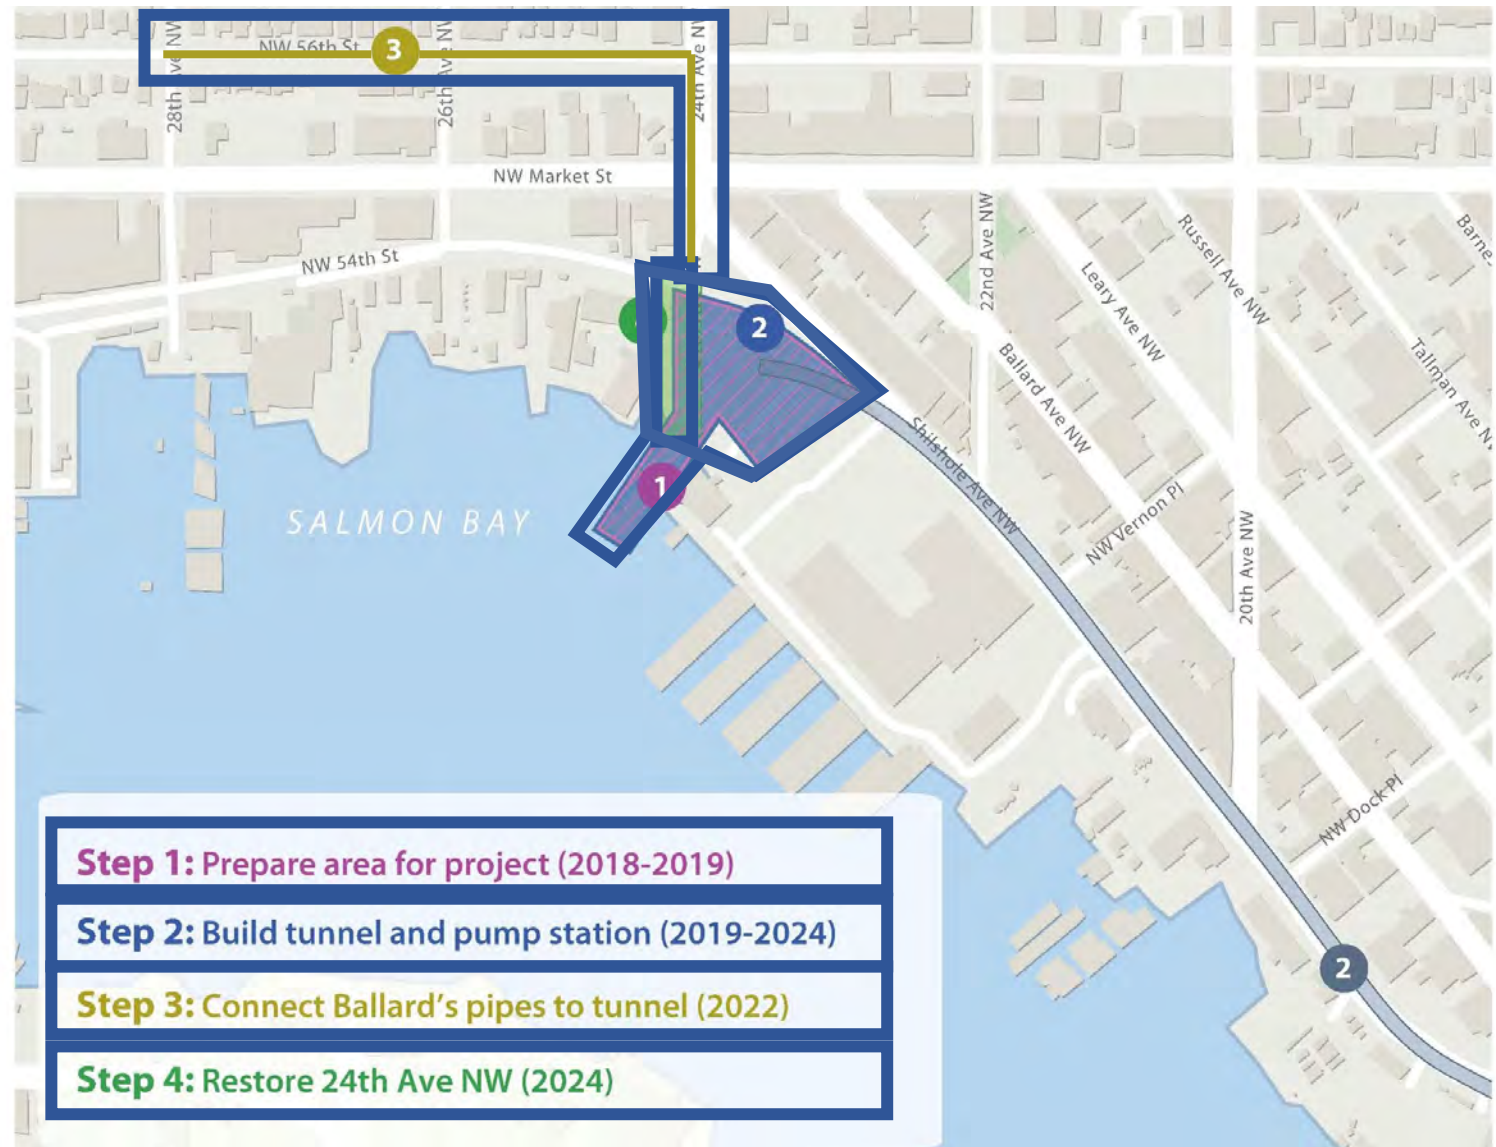 28th Ave NW
NW 56th St
3
26th Ave NW
24th Ave NW
NW Market St
NW 54th St
22nd Ave NW
Russell Ave NW
Leary Ave NW
Barne
Tallman Ave N
Ballard Ave NW
2
1
Shilshole Ave NW
NW Vernon Pl
20th Ave NW
SALMON BAY
NW Dock Pl
2
Step 1: Prepare area for project (2018-2019)
Step 2: Build tunnel and pump station (2019-2024)
Step 3: Connect Ballard's pipes to tunnel (2022)
Step 4: Restore 24th Ave NW (2024)